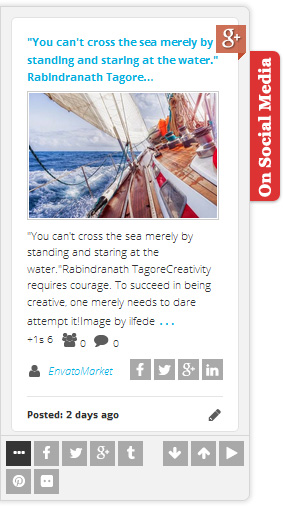 "You can't cross the sea merely by
standing and staring at the water."
Rabindranath Tagore...
g+
On Social Media
"You can't cross the sea merely by
standing and staring at the
water."Rabindranath TagoreCreativity
requires courage. To succeed in being
creative, one merely needs to dare
attempt it!Image by ilfede ...
+1s 6 0 0
EnvatoMarket f g+ in
Posted: 2 days ago
f g+ t